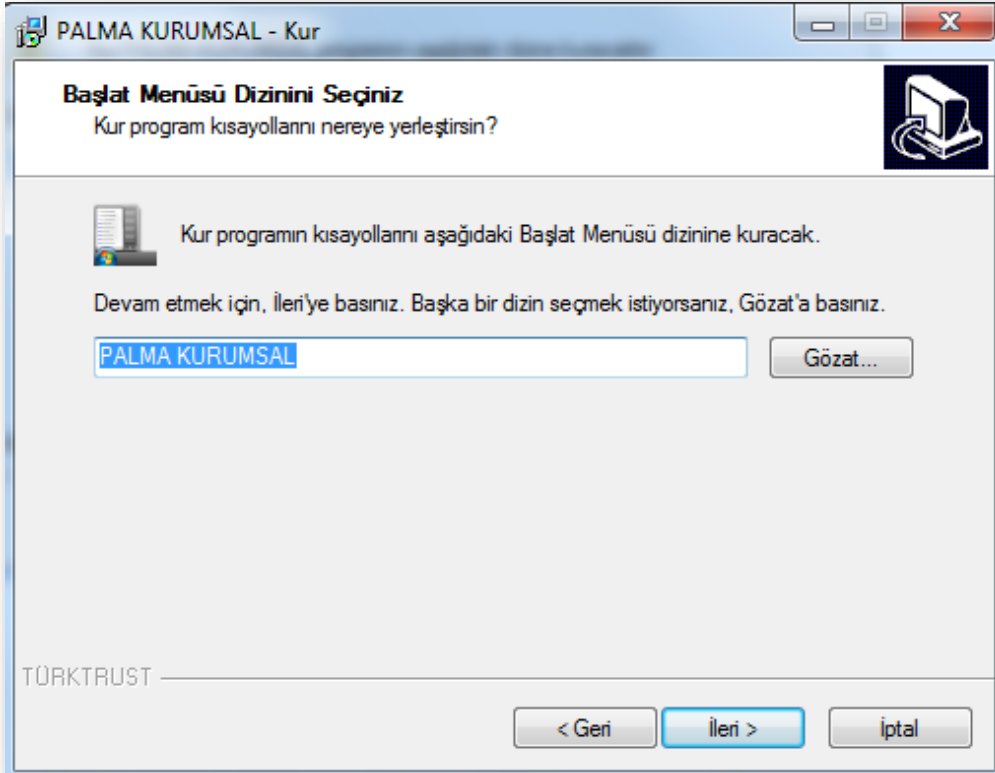 PALMA KURUMSAL - Kur
Başlat Menüsü Dizinini Seçiniz
Kur program kısayollarını nereye yerleştirsin?
Kur programın kısayollarını aşağıdaki Başlat Menüsü dizinine kuracak.
Devam etmek için, İleri'ye basınız. Başka bir dizin seçmek istiyorsanız, Gözat'a basınız.
PALMA KURUMSAL
Gözat...
TÜRKTRUST
< Geri
İleri >
İptal